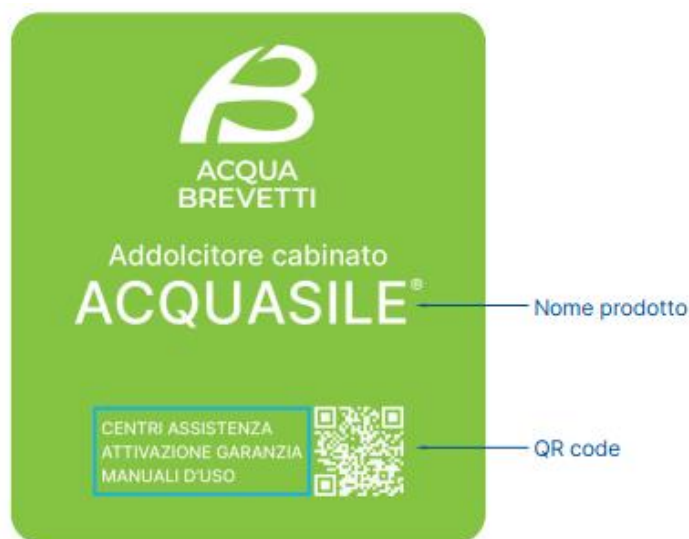 ACQUA
BREVETTI
Addolcitore cabinato
ACQUASILE®
Nome prodotto
CENTRI ASSISTENZA
ATTIVAZIONE GARANZIA
MANUALI D'USO
QR code